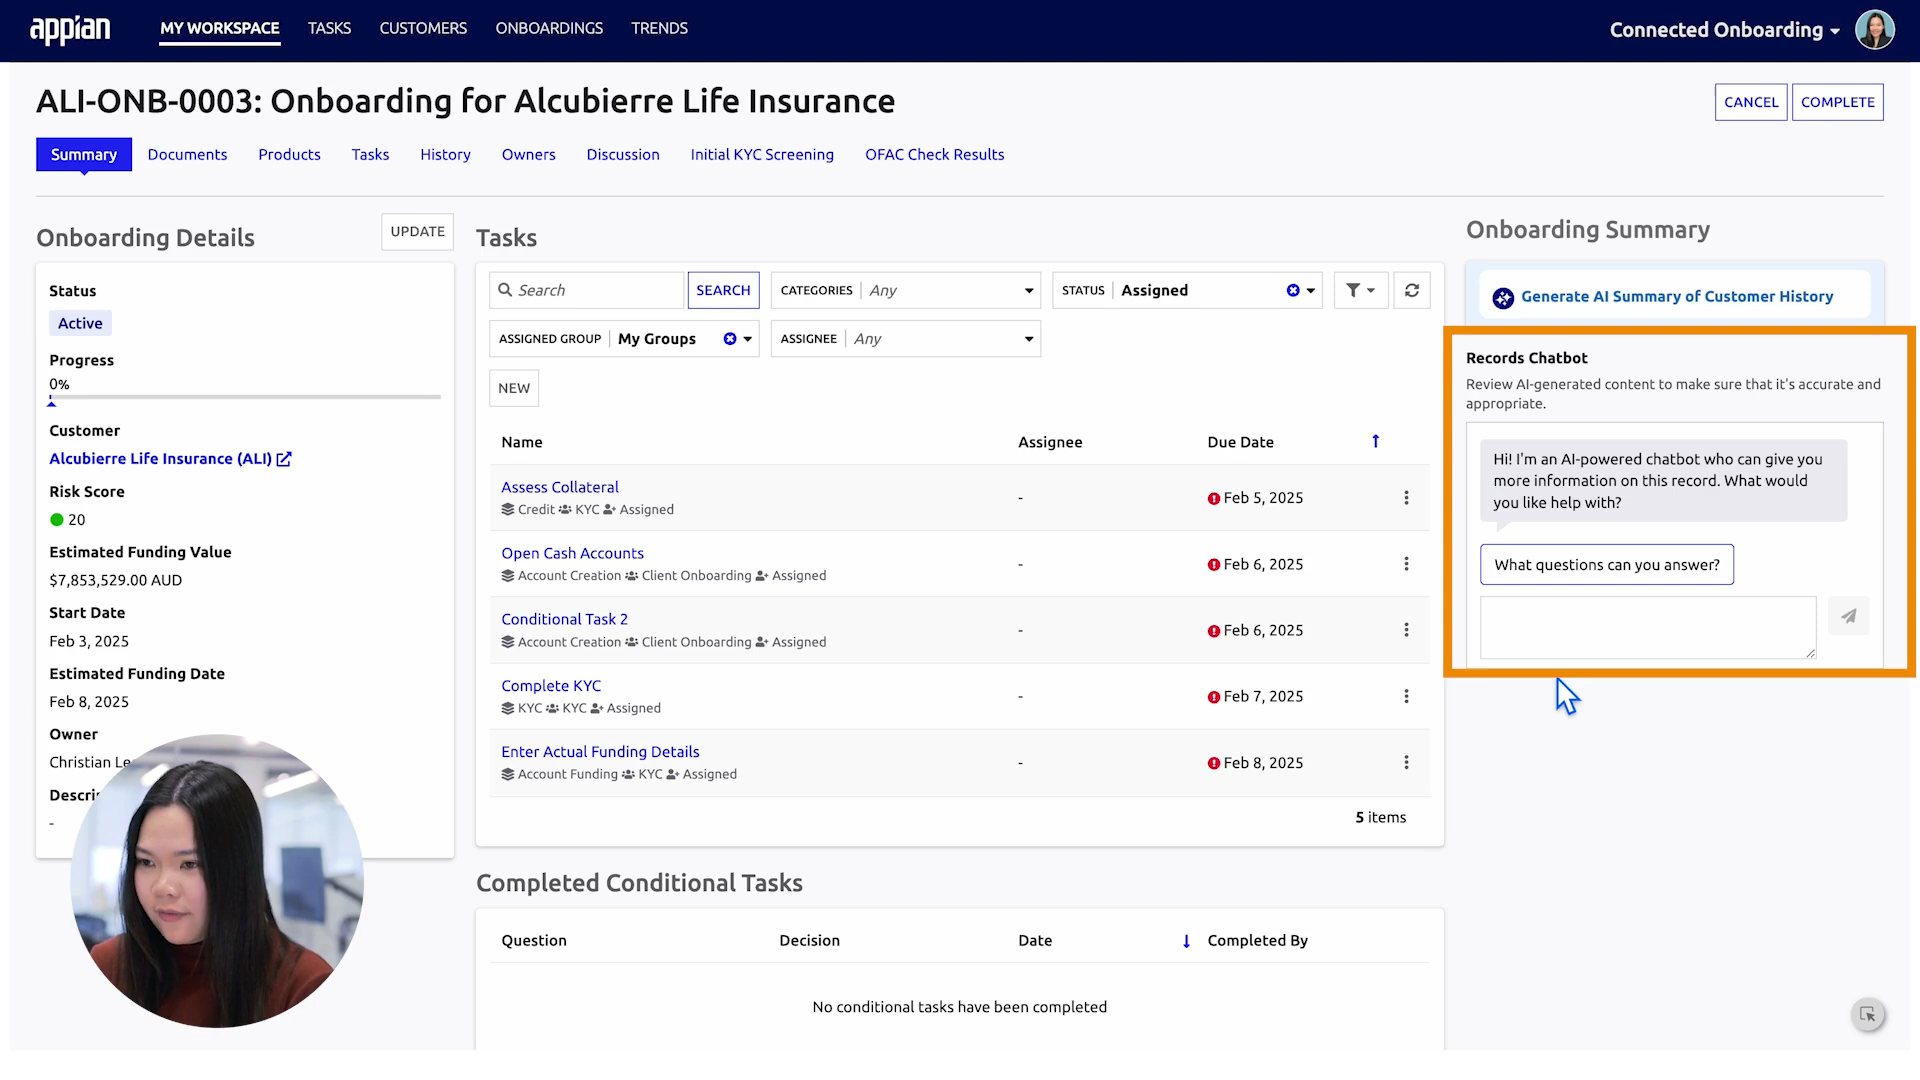 appian
MY WORKSPACE TASKS CUSTOMERS ONBOARDINGS TRENDS
Connected Onboarding
ALI-ONB-0003: Onboarding for Alcubierre Life Insurance
CANCEL COMPLETE
Summary Documents Products Tasks History Owners Discussion Initial KYC Screening OFAC Check Results
Onboarding Details
UPDATE
Status
Active
Progress
0%
Customer
Alcubierre Life Insurance (ALI)
Risk Score
20
Estimated Funding Value
$7,853,529.00 AUD
Start Date
Feb 3, 2025
Estimated Funding Date
Feb 8, 2025
Owner
Christian
-
Tasks
Search SEARCH CATEGORIES Any STATUS Assigned
ASSIGNED GROUP My Groups ASSIGNEE Any
NEW
Name Assignee Due Date
Assess Collateral - Feb 5, 2025
Credit KYC Assigned
Open Cash Accounts - Feb 6, 2025
Account Creation Client Onboarding Assigned
Conditional Task 2 - Feb 6, 2025
Account Creation Client Onboarding Assigned
Complete KYC - Feb 7, 2025
KYC KYC Assigned
Enter Actual Funding Details - Feb 8, 2025
Account Funding KYC Assigned
5 items
Completed Conditional Tasks
Question Decision Date Completed By
No conditional tasks have been completed
Onboarding Summary
Generate AI Summary of Customer History
Records Chatbot
Review AI-generated content to make sure that it's accurate and
appropriate.
Hi! I'm an AI-powered chatbot who can give you
more information on this record. What would
you like help with?
What questions can you answer?